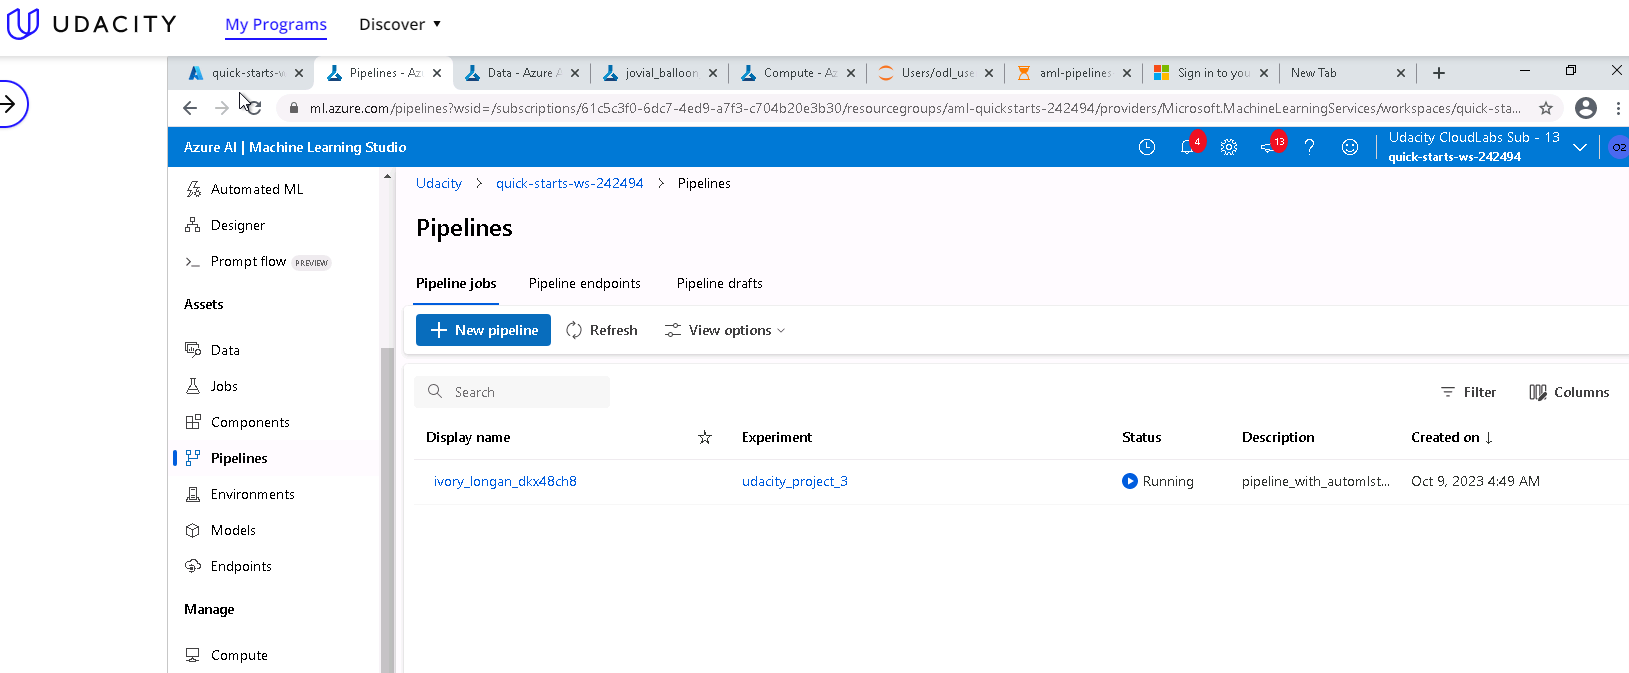 UDACITY My Programs Discover
quick-starts-w Pipelines - Az Data - Azure A jovial_balloon Compute - Az Users/odl_use aml-pipelines Sign in to you New Tab
ml.azure.com/pipelines?wsid=/subscriptions/61c5c3f0-6dc7-4ed9-a7f3-c704b20e3b30/resourcegroups/aml-quickstarts-242494/providers/Microsoft.MachineLearningServices/workspaces/quick-sta...
Azure AI | Machine Learning Studio
4
13
?
Udacity CloudLabs Sub - 13
quick-starts-ws-242494
O2
Automated ML
Designer
Prompt flow PREVIEW
Assets
Data
Jobs
Components
Pipelines
Environments
Models
Endpoints
Manage
Compute
Udacity > quick-starts-ws-242494 > Pipelines
Pipelines
Pipeline jobs Pipeline endpoints Pipeline drafts
New pipeline Refresh View options
Search
Filter Columns
Display name Experiment Status Description Created on ↓
ivory_longan_dkx48ch8 udacity_project_3 Running pipeline_with_automlst... Oct 9, 2023 4:49 AM